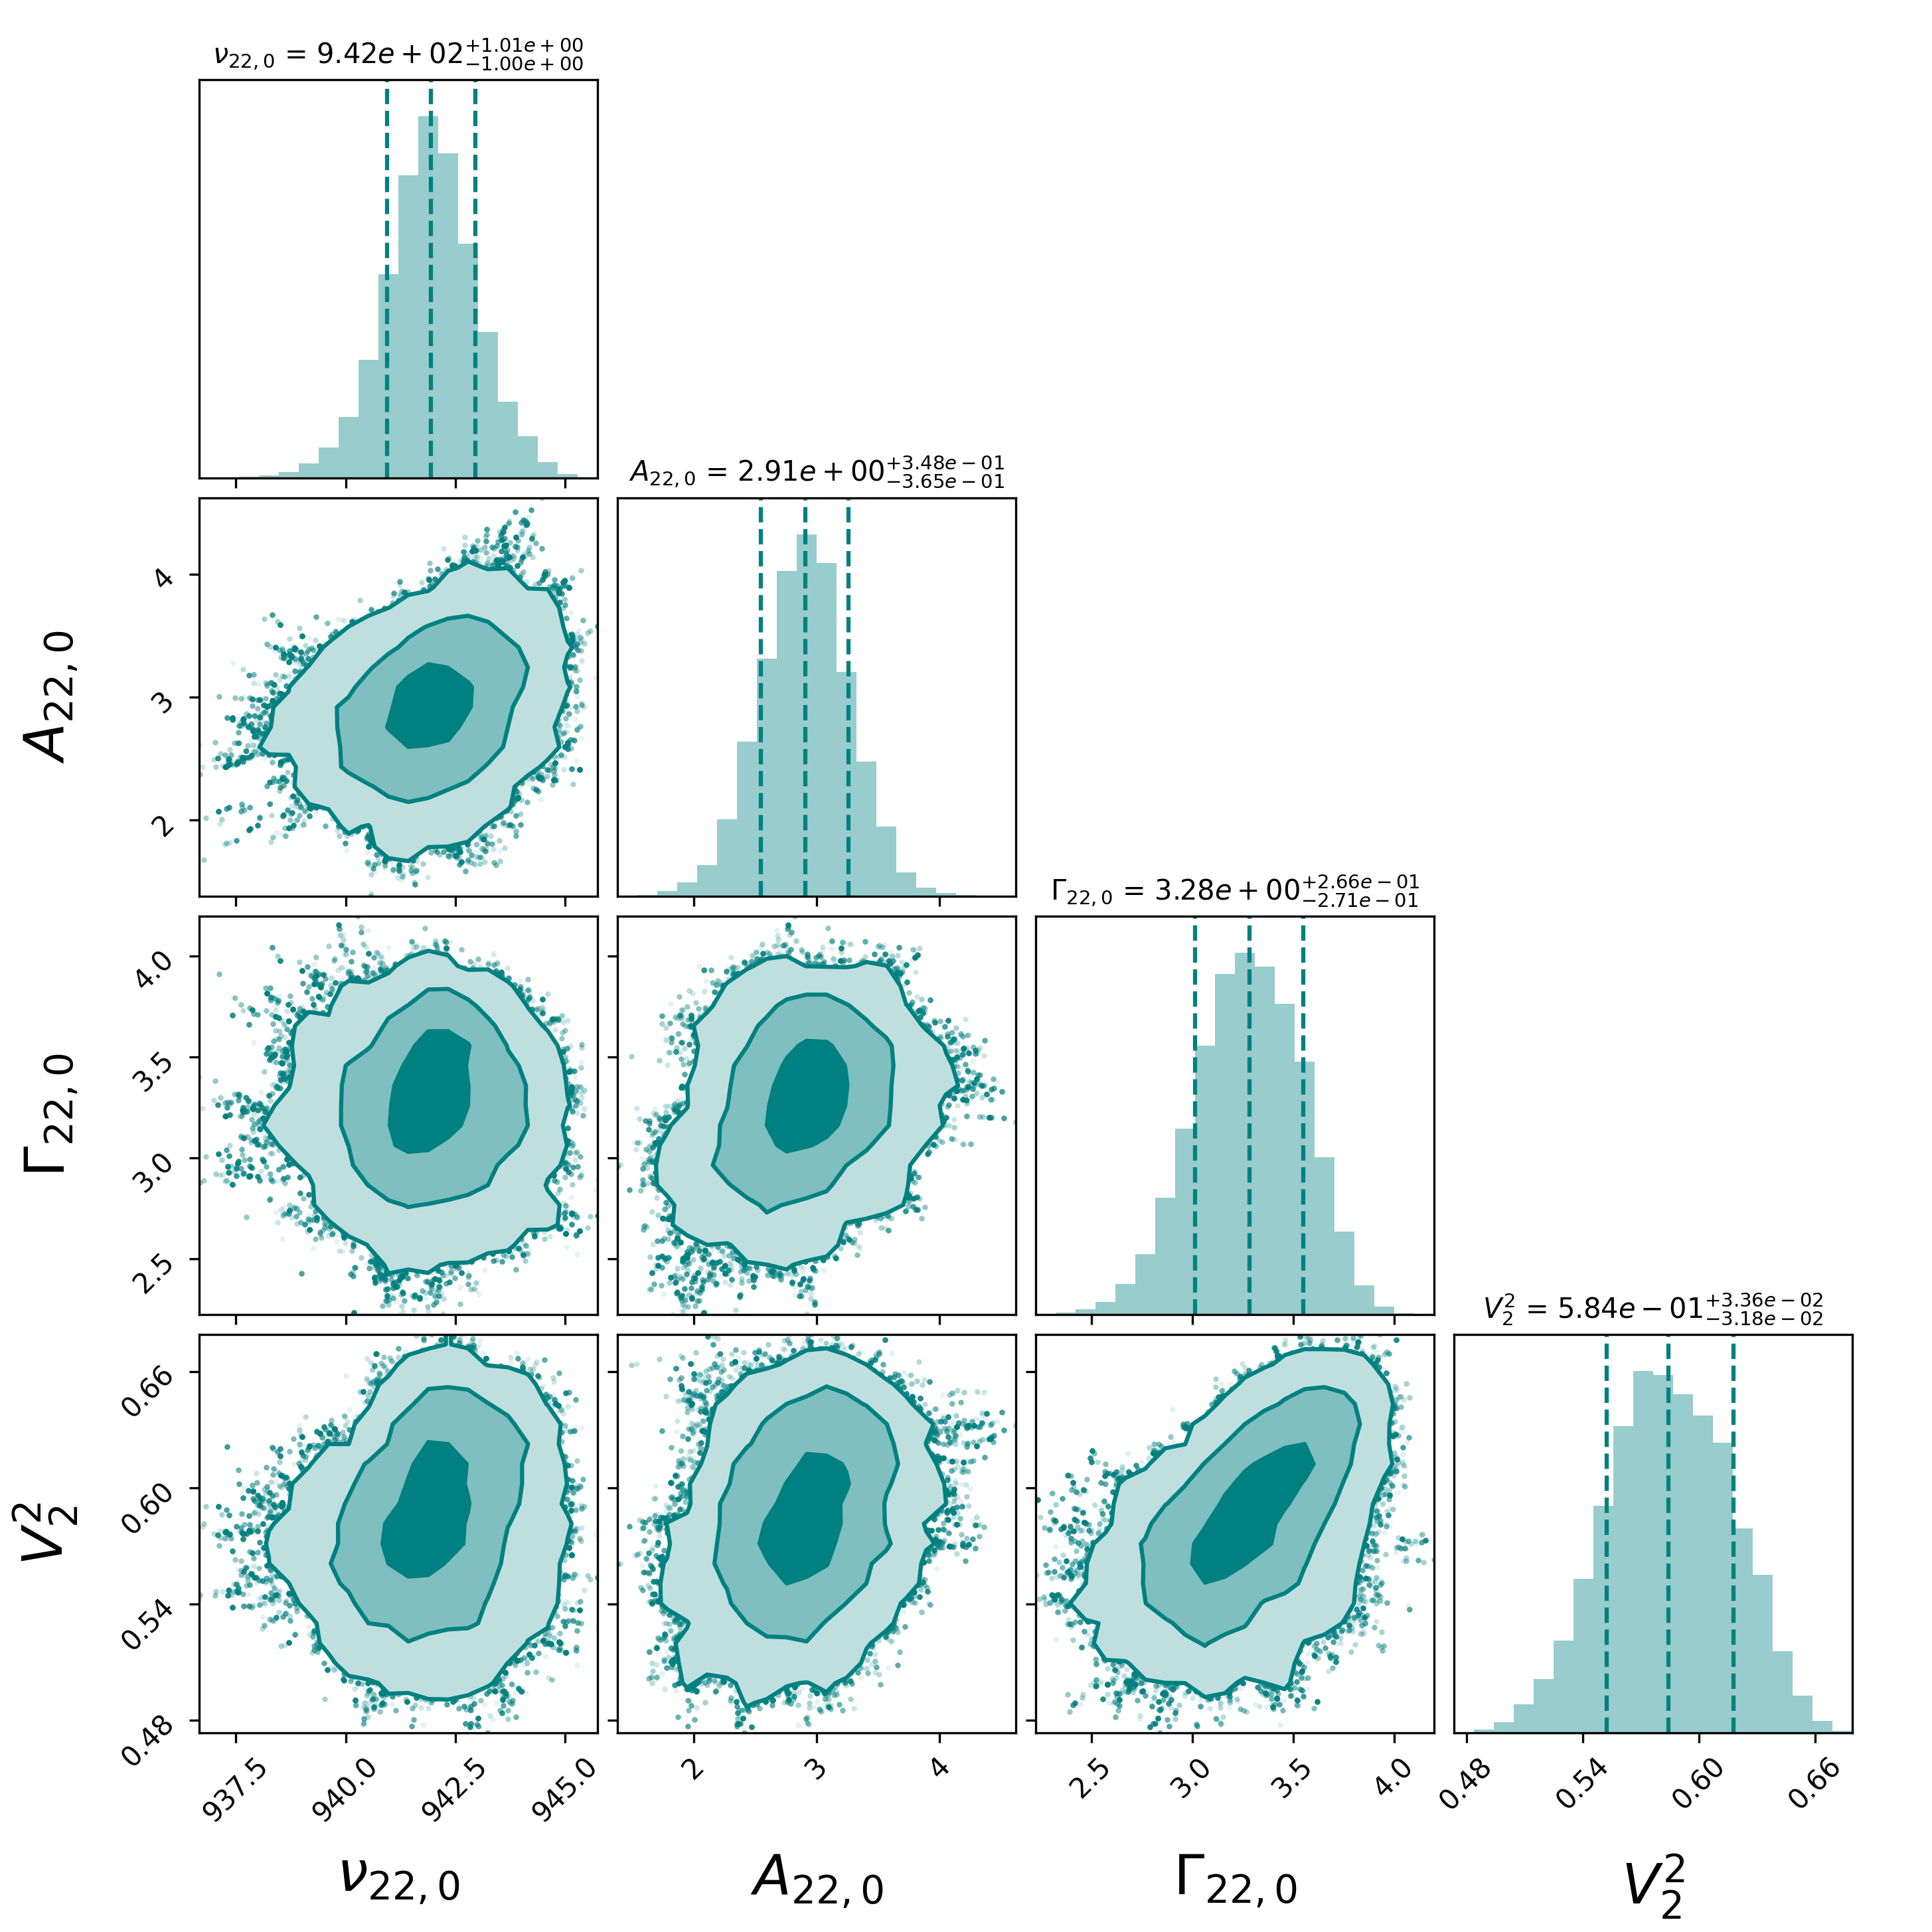 ν22,0 = 9.42e + 02 +1.01e + 00 −1.00e + 00
A22,0 = 2.91e + 00 +3.48e − 01 −3.65e − 01
4
3
2
A22,0
Γ22,0 = 3.28e + 00 +2.66e − 01 −2.71e − 01
4.0
3.5
3.0
2.5
Γ22,0
V₂² = 5.84e − 01 +3.36e − 02 −3.18e − 02
0.66
0.60
0.54
0.48
V₂²
937.5 940.0 942.5 945.0 2 3 4 2.5 3.0 3.5 4.0 0.48 0.54 0.60 0.66
ν22,0 A22,0 Γ22,0 V₂²